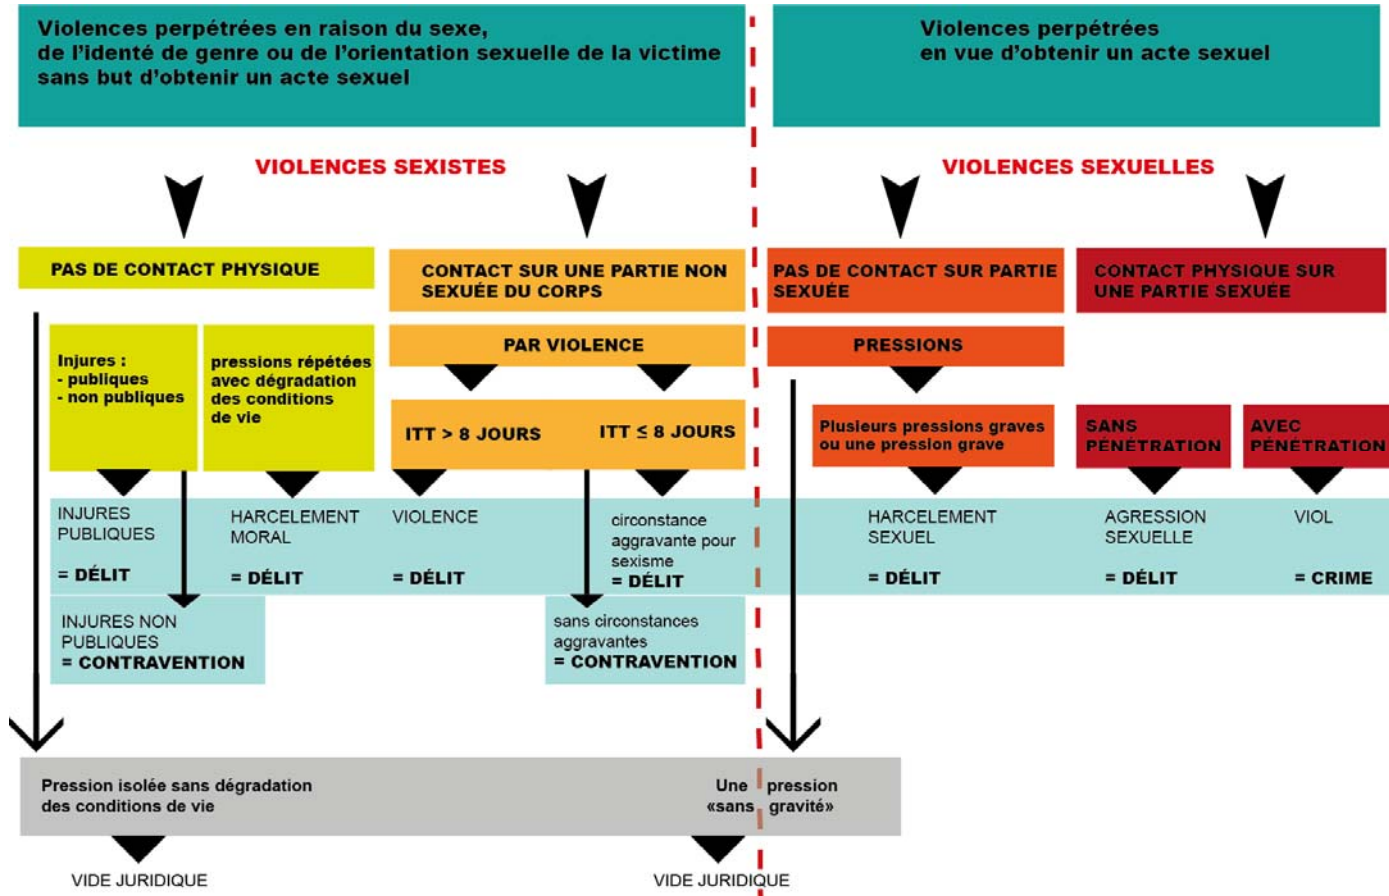 Violences perpétrées en raison du sexe,
de l'identé de genre ou de l'orientation sexuelle de la victime
sans but d'obtenir un acte sexuel
Violences perpétrées
en vue d'obtenir un acte sexuel
VIOLENCES SEXISTES
VIOLENCES SEXUELLES
PAS DE CONTACT PHYSIQUE
CONTACT SUR UNE PARTIE NON
SEXUÉE DU CORPS
PAS DE CONTACT SUR PARTIE
SEXUÉE
CONTACT PHYSIQUE SUR
UNE PARTIE SEXUÉE
Injures :
- publiques
- non publiques
pressions répétées
avec dégradation
des conditions
de vie
PAR VIOLENCE
PRESSIONS
ITT > 8 JOURS
ITT ≤ 8 JOURS
Plusieurs pressions graves
ou une pression grave
SANS
PÉNÉTRATION
AVEC
PÉNÉTRATION
INJURES
PUBLIQUES
= DÉLIT
HARCELEMENT
MORAL
= DÉLIT
VIOLENCE
= DÉLIT
circonstance
aggravante pour
sexisme
= DÉLIT
HARCELEMENT
SEXUEL
= DÉLIT
AGRESSION
SEXUELLE
= DÉLIT
VIOL
= CRIME
INJURES NON
PUBLIQUES
= CONTRAVENTION
sans circonstances
aggravantes
= CONTRAVENTION
Pression isolée sans dégradation
des conditions de vie
Une pression
«sans gravité»
VIDE JURIDIQUE
VIDE JURIDIQUE